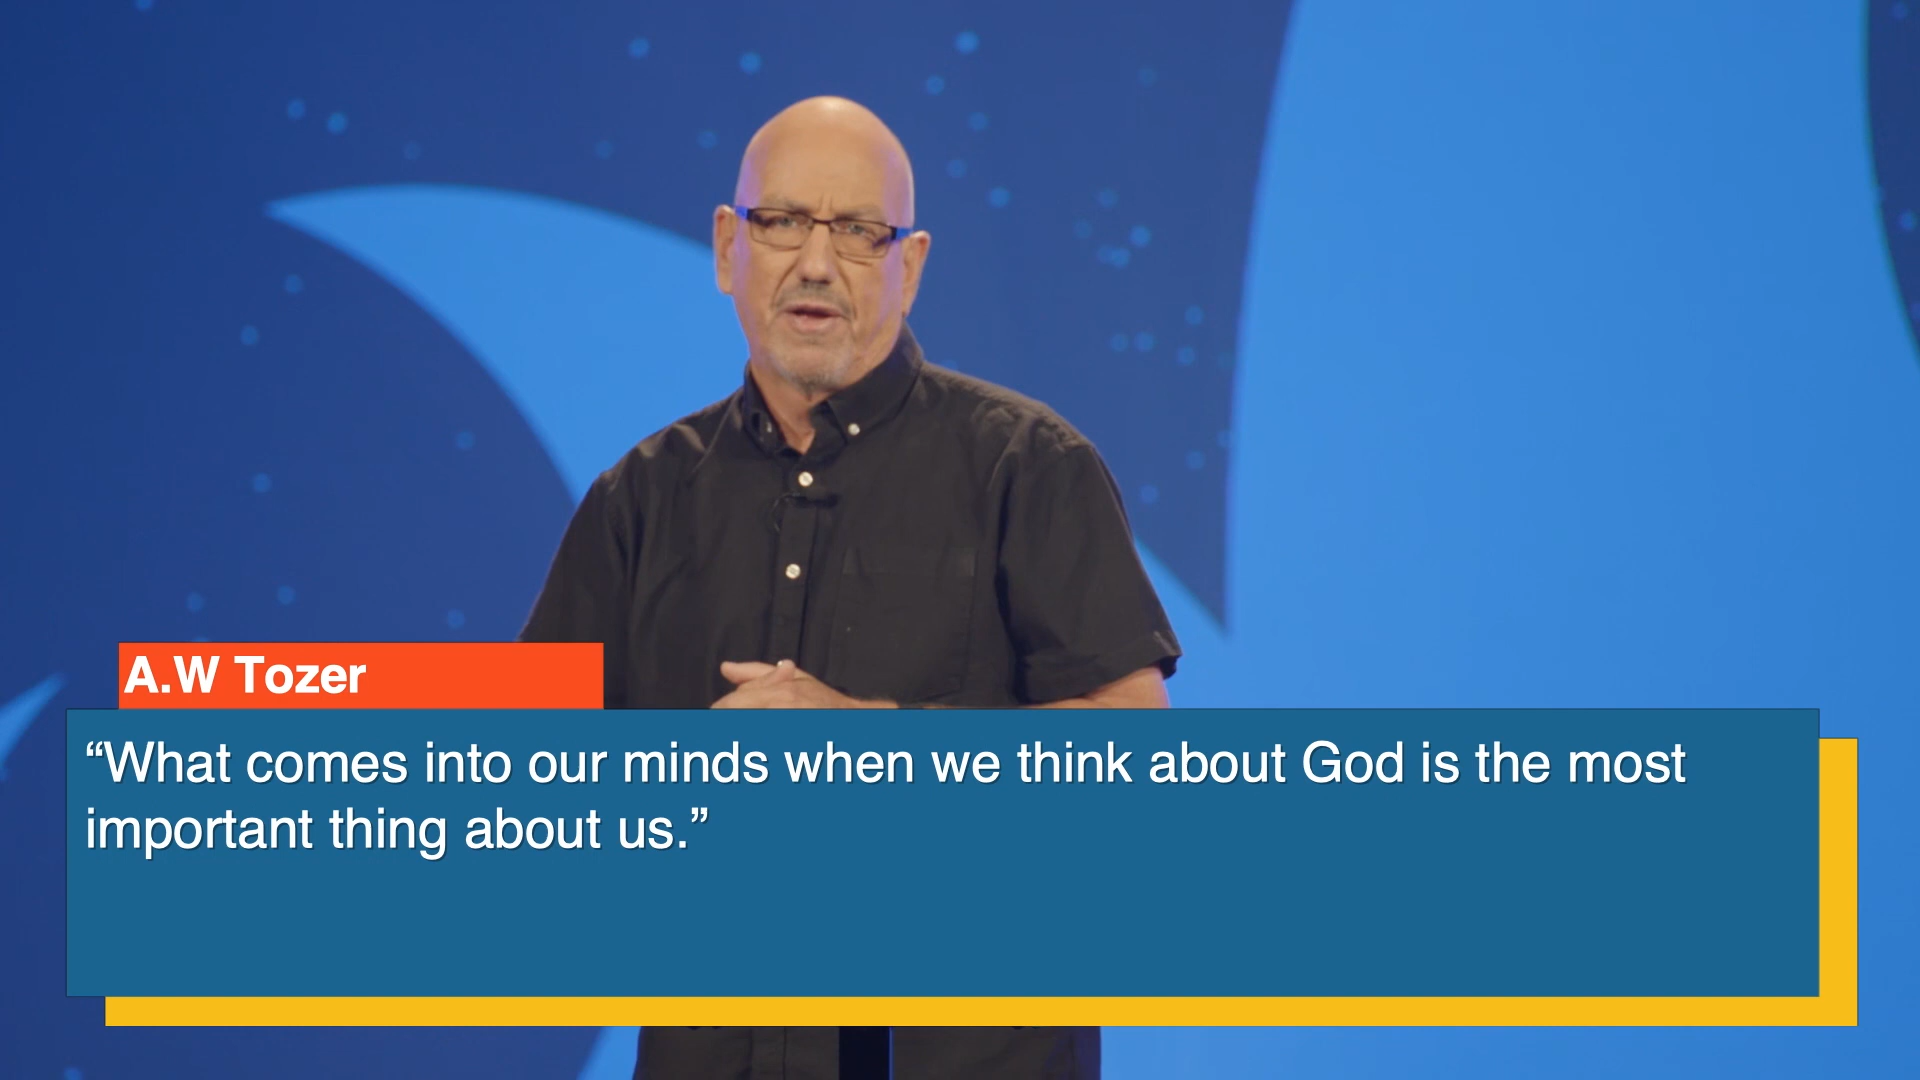 A.W Tozer
“What comes into our minds when we think about God is the most
important thing about us.”